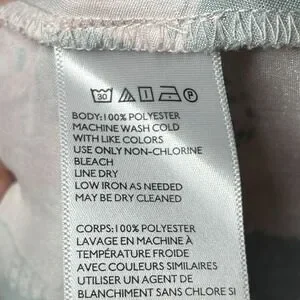 30 P
BODY:100% POLYESTER
MACHINE WASH COLD
WITH LIKE COLORS
USE ONLY NON-CHLORINE
BLEACH
LINE DRY
LOW IRON AS NEEDED
MAY BE DRY CLEANED
CORPS:100% POLYESTER
LAVAGE EN MACHINE À
TEMPÉRATURE FROIDE
AVEC COULEURS SIMILAIRES
UTILISER UN AGENT DE
BLANCHIMENT SANS CHLORE SI